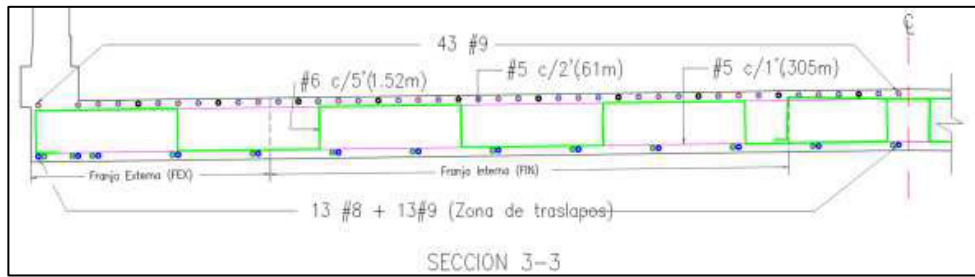 ℄
43 #9
#6 c/5'(1.52m)
#5 c/2'(.61m)
#5 c/1'(.305m)
Franja Externa (FEX)
Franja Interna (FIN)
13 #8 + 13#9 (Zona de traslapos)
SECCION 3-3